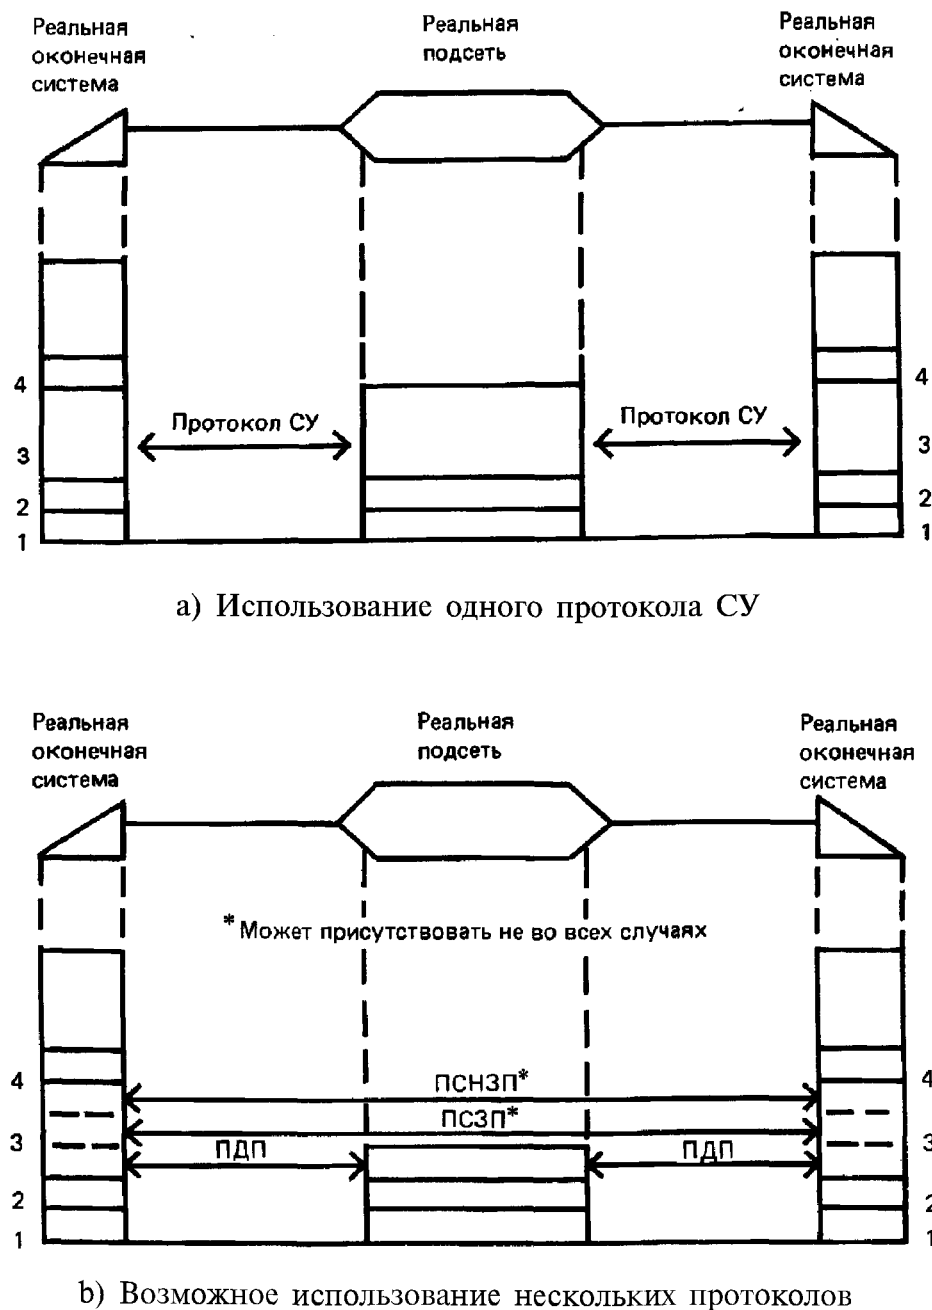 Реальная
оконечная
система
Реальная
подсеть
Реальная
оконечная
система
4
4
Протокол СУ
Протокол СУ
3
3
2
2
1
1
a) Использование одного протокола СУ
Реальная
оконечная
система
Реальная
подсеть
Реальная
оконечная
система
* Может присутствовать не во всех случаях
4
4
ПСНЗП*
ПСЗП*
3
3
ПДП
ПДП
2
2
1
1
b) Возможное использование нескольких протоколов